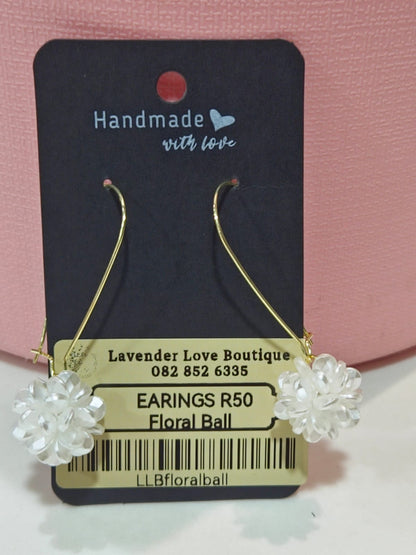 Handmade
with love
Lavender Love Boutique
082 852 6335
EARINGS R50
Floral Ball
LLBfloralball